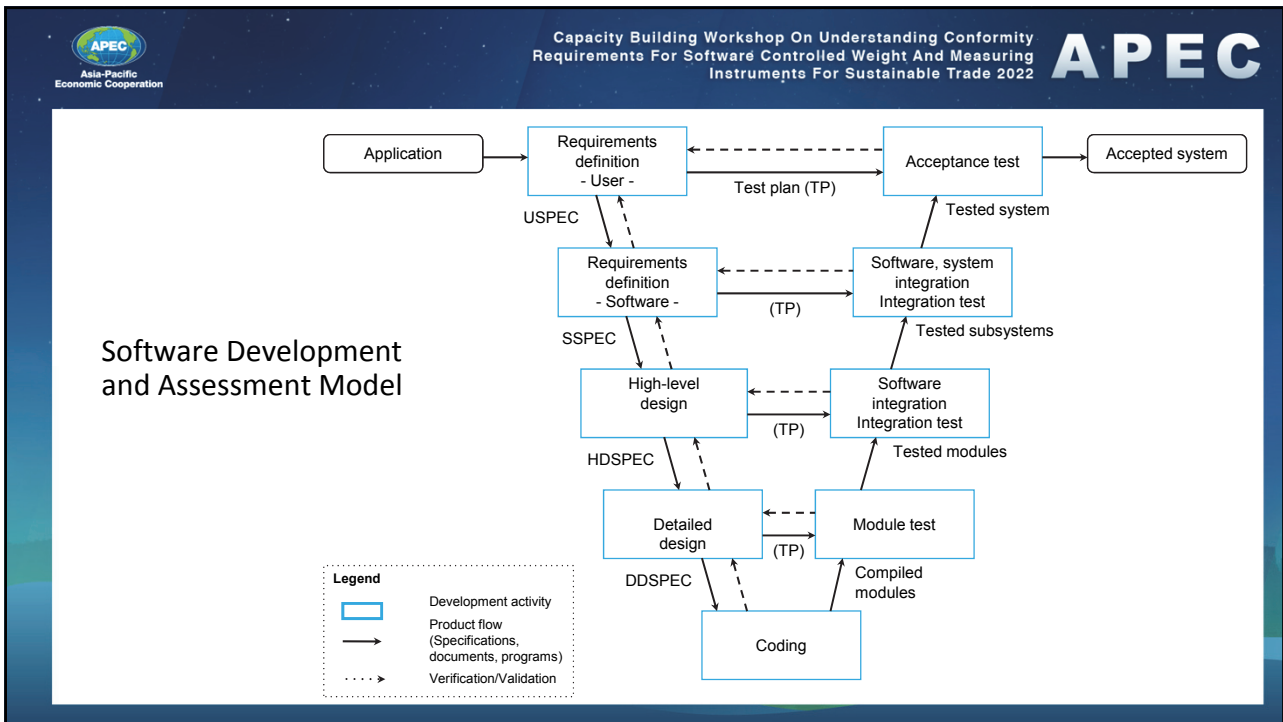 APEC
Asia-Pacific
Economic Cooperation
Capacity Building Workshop On Understanding Conformity
Requirements For Software Controlled Weight And Measuring
Instruments For Sustainable Trade 2022
APEC
Application
Requirements
definition
- User -
Test plan (TP)
Acceptance test
Accepted system
USPEC
Tested system
Requirements
definition
- Software -
(TP)
Software, system
integration
Integration test
SSPEC
Tested subsystems
Software Development
and Assessment Model
High-level
design
(TP)
Software
integration
Integration test
HDSPEC
Tested modules
Detailed
design
(TP)
Module test
DDSPEC
Compiled
modules
Coding
Legend
Development activity
Product flow
(Specifications,
documents, programs)
Verification/Validation